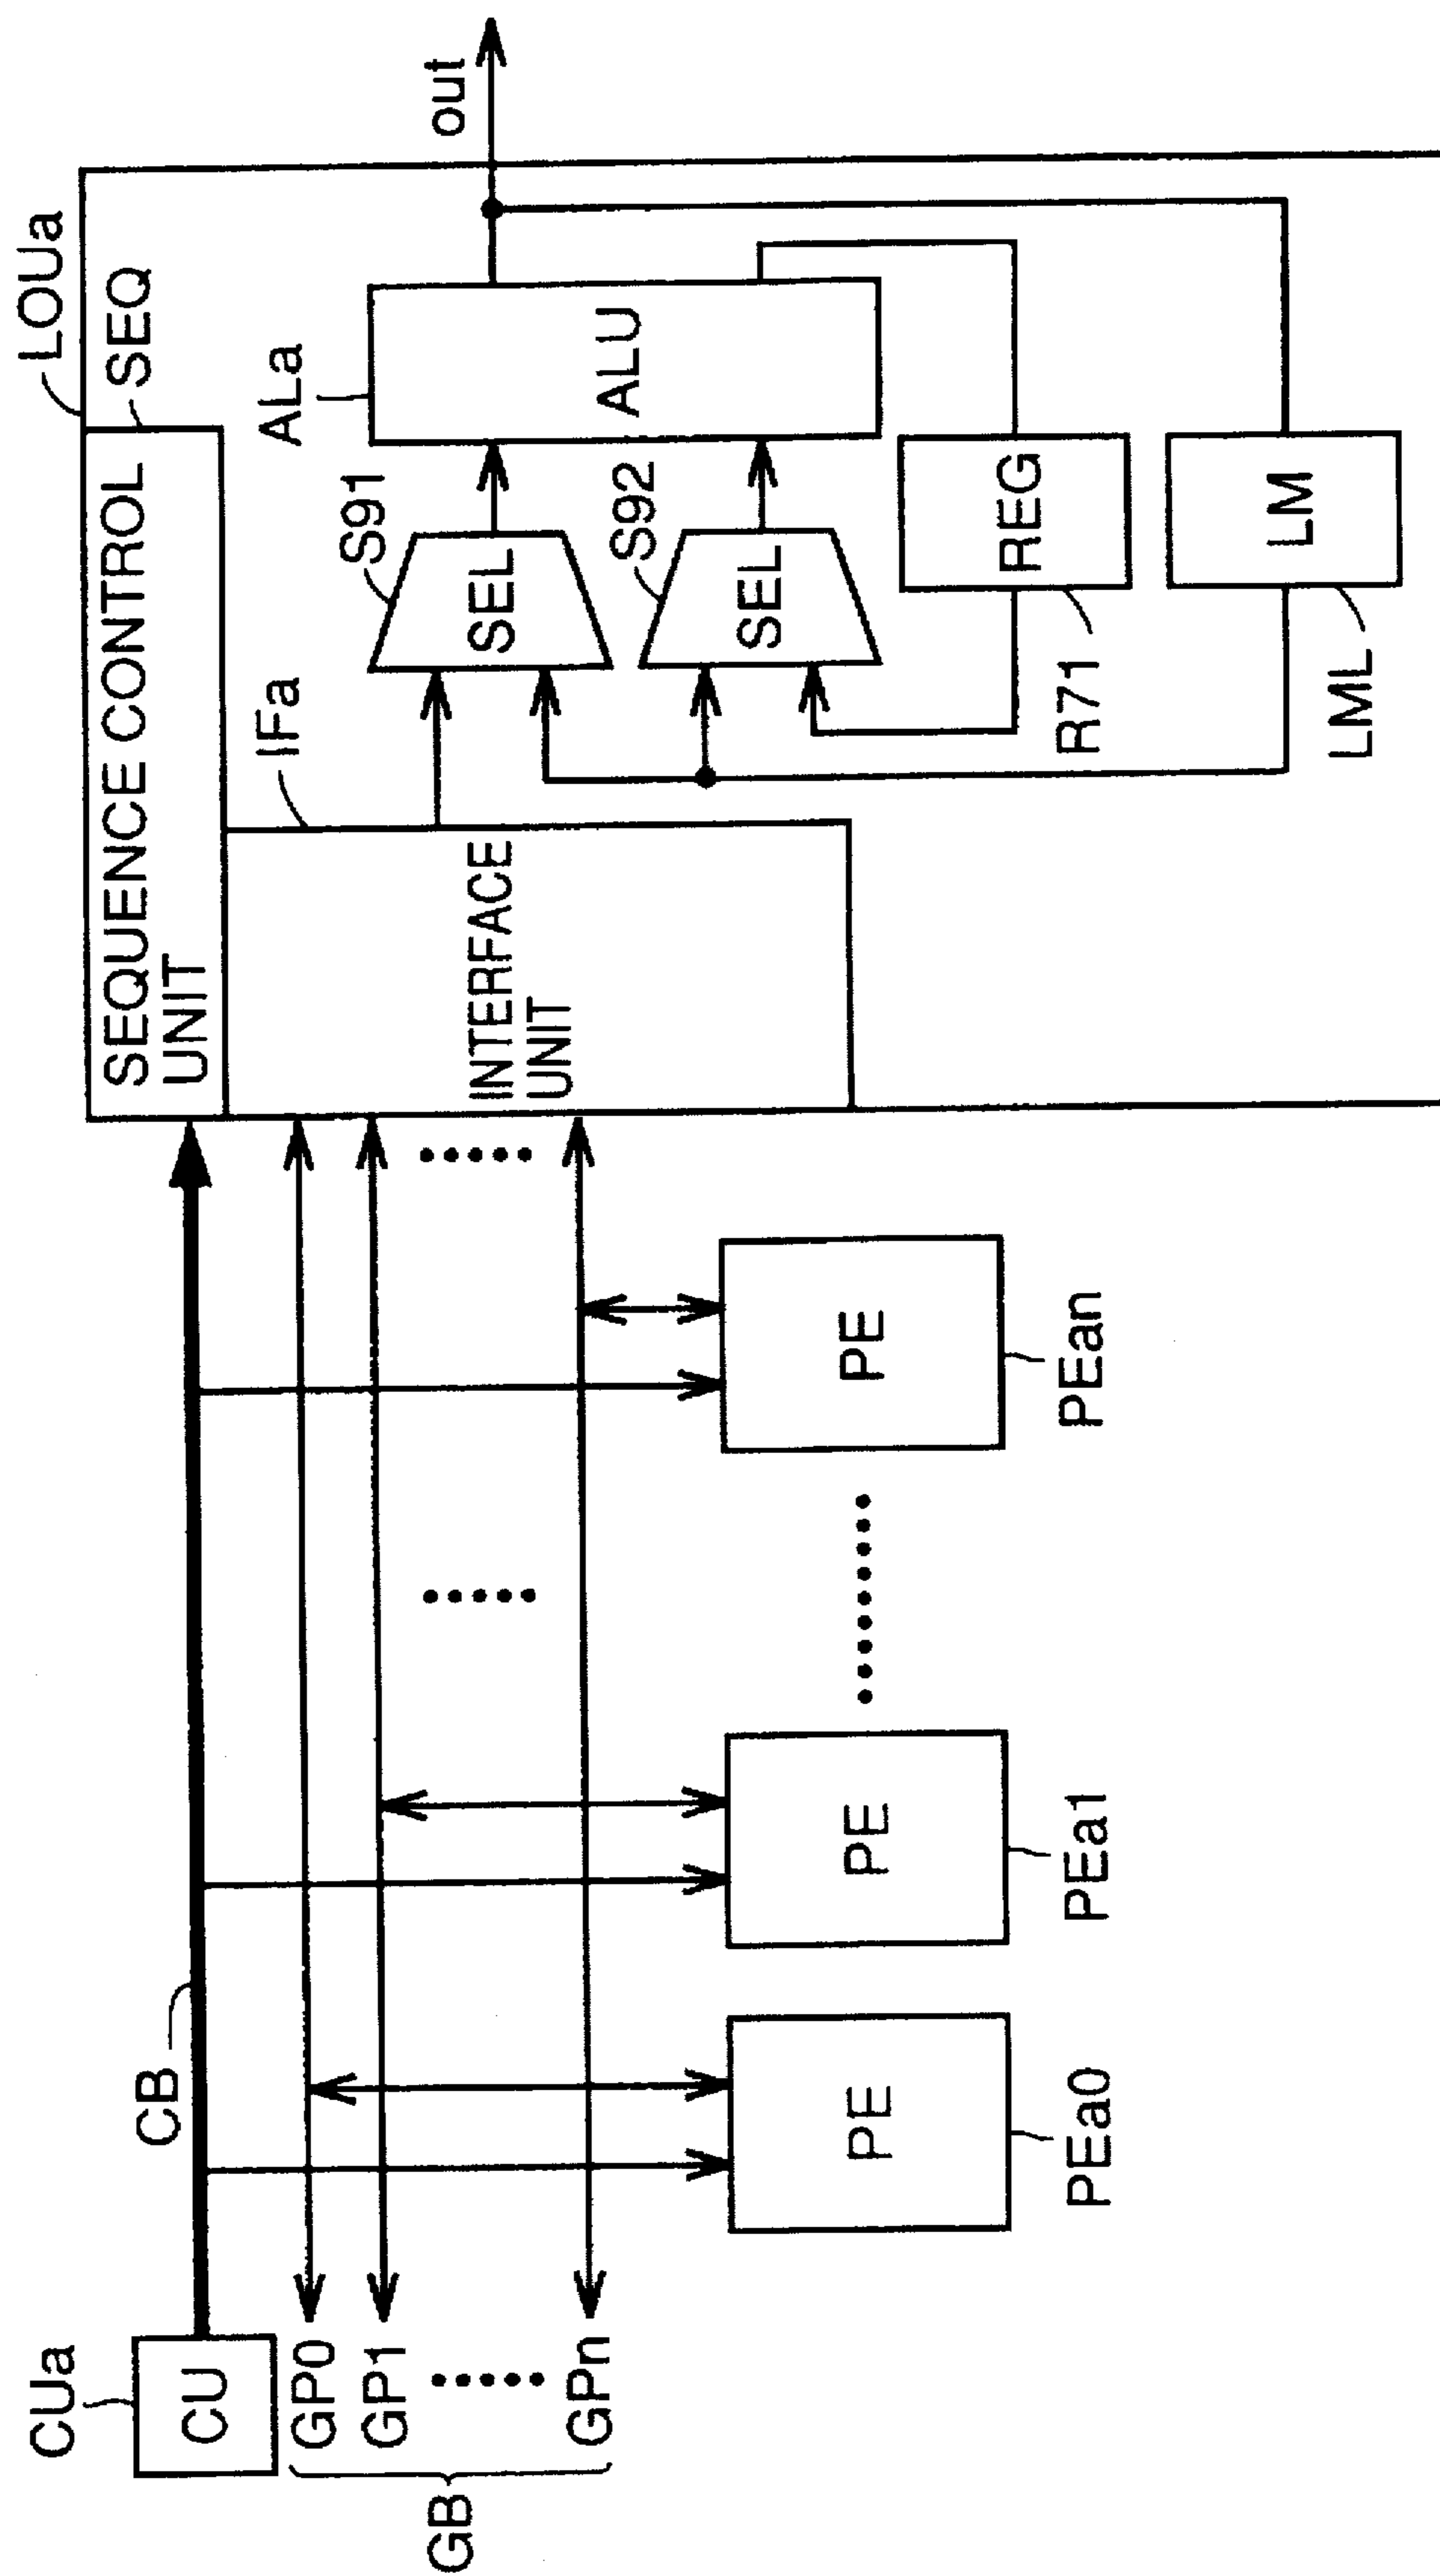 CUa
CU
CB
GP0
GP1
GPn
GB
PE
PEa0
PE
PEa1
PE
PEan
LOUa
SEQ
SEQUENCE CONTROL
UNIT
IFa
INTERFACE
UNIT
S91
SEL
S92
SEL
ALa
ALU
out
REG
R71
LM
LML